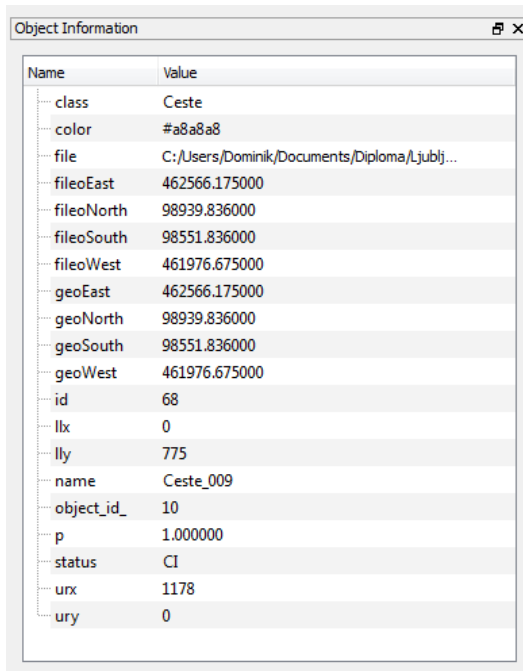 Object Information
Name Value
class Ceste
color #a8a8a8
file C:/Users/Dominik/Documents/Diploma/Ljublj...
fileoEast 462566.175000
fileoNorth 98939.836000
fileoSouth 98551.836000
fileoWest 461976.675000
geoEast 462566.175000
geoNorth 98939.836000
geoSouth 98551.836000
geoWest 461976.675000
id 68
llx 0
lly 775
name Ceste_009
object_id_ 10
p 1.000000
status CI
urx 1178
ury 0